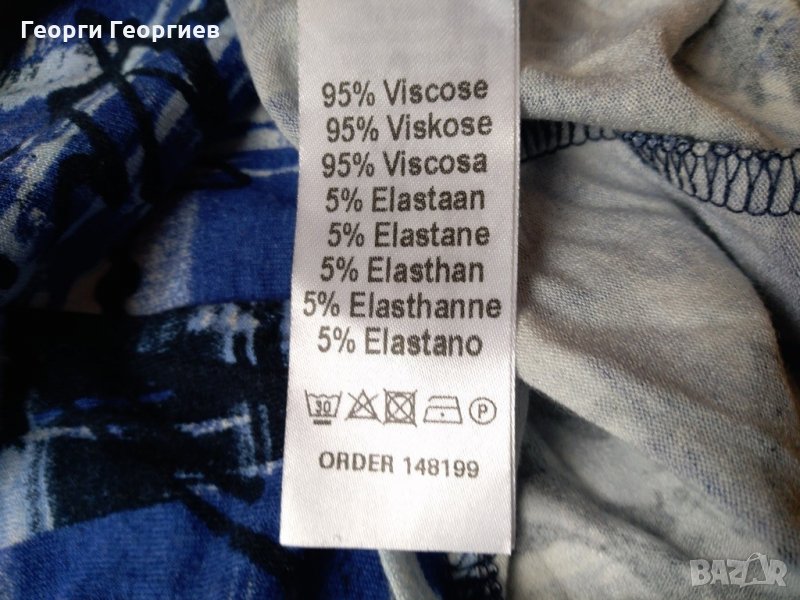 Георги Георгиев
95% Viscose
95% Viskose
95% Viscosa
5% Elastaan
5% Elastane
5% Elasthan
5% Elasthanne
5% Elastano
30
P
ORDER 148199
BAZAR